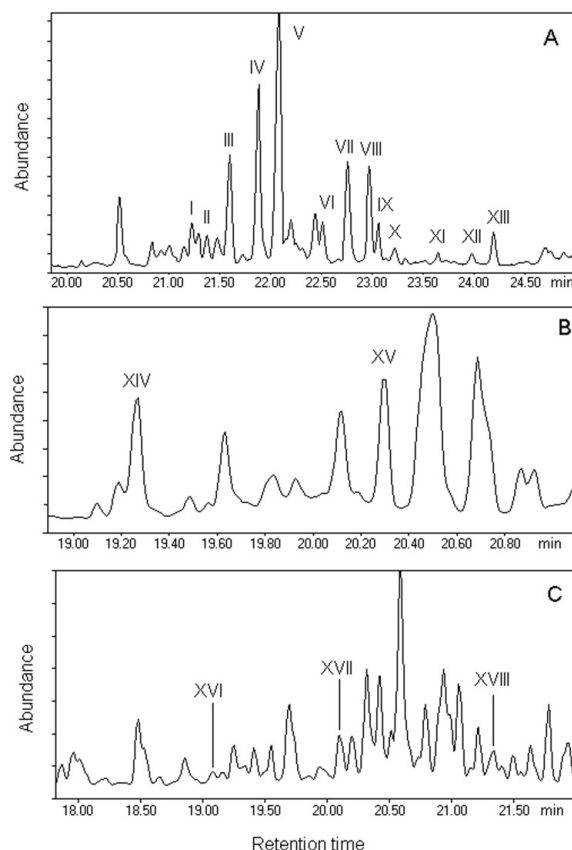 A
V
IV
III
VII
VIII
I
II
VI
IX
X
XI
XII
XIII
Abundance
20.00 20.50 21.00 21.50 22.00 22.50 23.00 23.50 24.00 24.50 min
B
XIV
XV
Abundance
19.00 19.20 19.40 19.60 19.80 20.00 20.20 20.40 20.60 20.80 min
C
XVI
XVII
XVIII
Abundance
18.00 18.50 19.00 19.50 20.00 20.50 21.00 21.50 min
Retention time